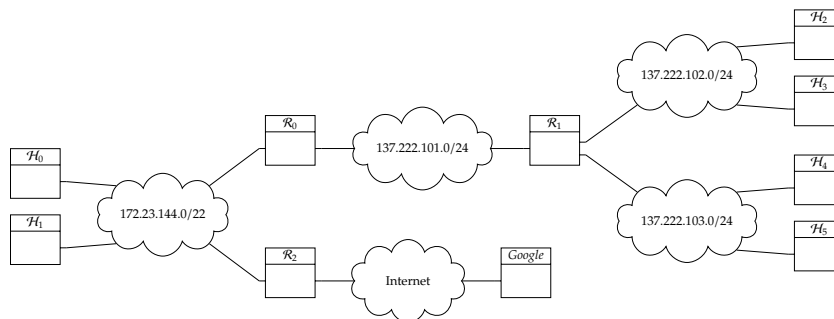 ℋ₂
137.222.102.0/24
ℋ₃
ℛ₀
ℛ₁
137.222.101.0/24
ℋ₀
ℋ₄
172.23.144.0/22
137.222.103.0/24
ℋ₁
ℋ₅
ℛ₂
Google
Internet